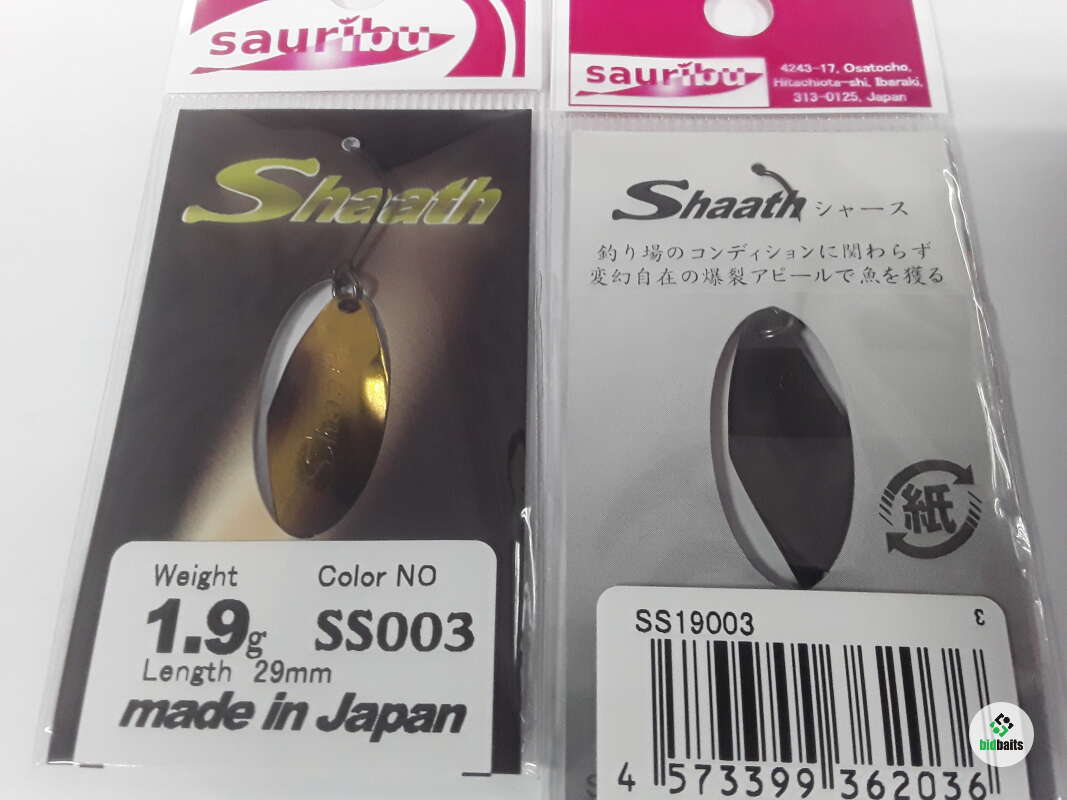 sauribu
Shaath
Weight
Color NO
1.9g
SS003
Length 29mm
made in Japan
sauribu
4243-17, Osatocho,
Hitachiota-shi, Ibaraki,
313-0125, Japan
Shaath シャース
釣り場のコンディションに関わらず
変幻自在の爆裂アピールで魚を獲る
紙
SS19003
3
4 573399 362036
bidbaits